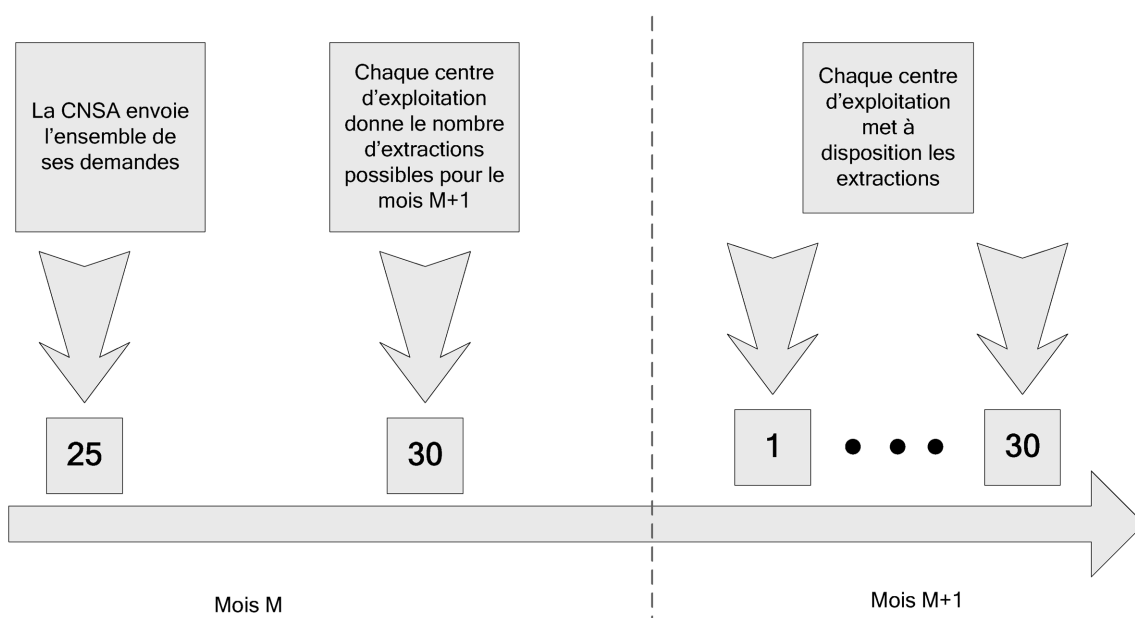 La CNSA envoie
l'ensemble de
ses demandes
Chaque centre
d'exploitation
donne le nombre
d'extractions
possibles pour le
mois M+1
Chaque centre
d'exploitation
met à
disposition les
extractions
25
30
1
30
Mois M
Mois M+1